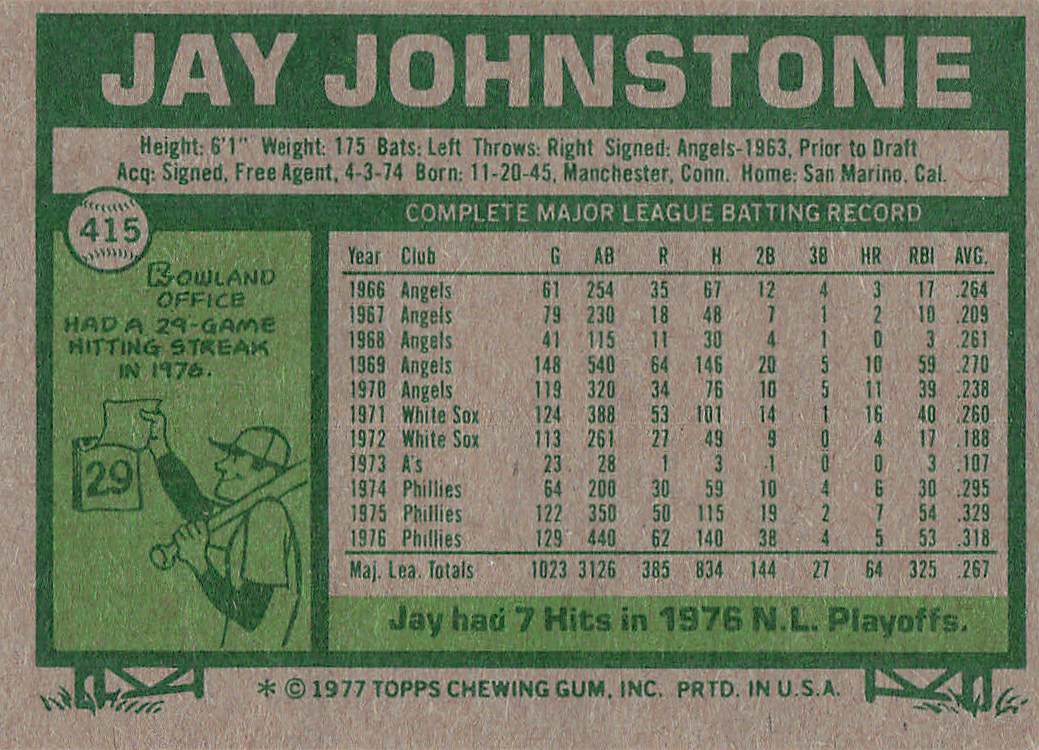 JAY JOHNSTONE
Height: 6'1" Weight: 175 Bats: Left Throws: Right Signed: Angels-1963, Prior to Draft
Acq: Signed, Free Agent, 4-3-74 Born: 11-20-45, Manchester, Conn. Home: San Marino, Cal.
415
COMPLETE MAJOR LEAGUE BATTING RECORD
ROWLAND
OFFICE
HAD A 29-GAME
HITTING STREAK
IN 1976.
29
Year Club G AB R H 2B 3B HR RBI AVG.
1966 Angels 61 254 35 67 12 4 3 17 .264
1967 Angels 79 230 18 48 7 1 2 10 .209
1968 Angels 41 115 11 30 4 1 0 3 .261
1969 Angels 148 540 64 146 20 5 10 59 .270
1970 Angels 119 320 34 76 10 5 11 39 .238
1971 White Sox 124 388 53 101 14 1 16 40 .260
1972 White Sox 113 261 27 49 9 0 4 17 .188
1973 A's 23 28 1 3 1 0 0 3 .107
1974 Phillies 64 200 30 59 10 4 6 30 .295
1975 Phillies 122 350 50 115 19 2 7 54 .329
1976 Phillies 129 440 62 140 38 4 5 53 .318
Maj. Lea. Totals 1023 3126 385 834 144 27 64 325 .267
Jay had 7 Hits in 1976 N.L. Playoffs.
* © 1977 TOPPS CHEWING GUM, INC. PRTD. IN U.S.A.